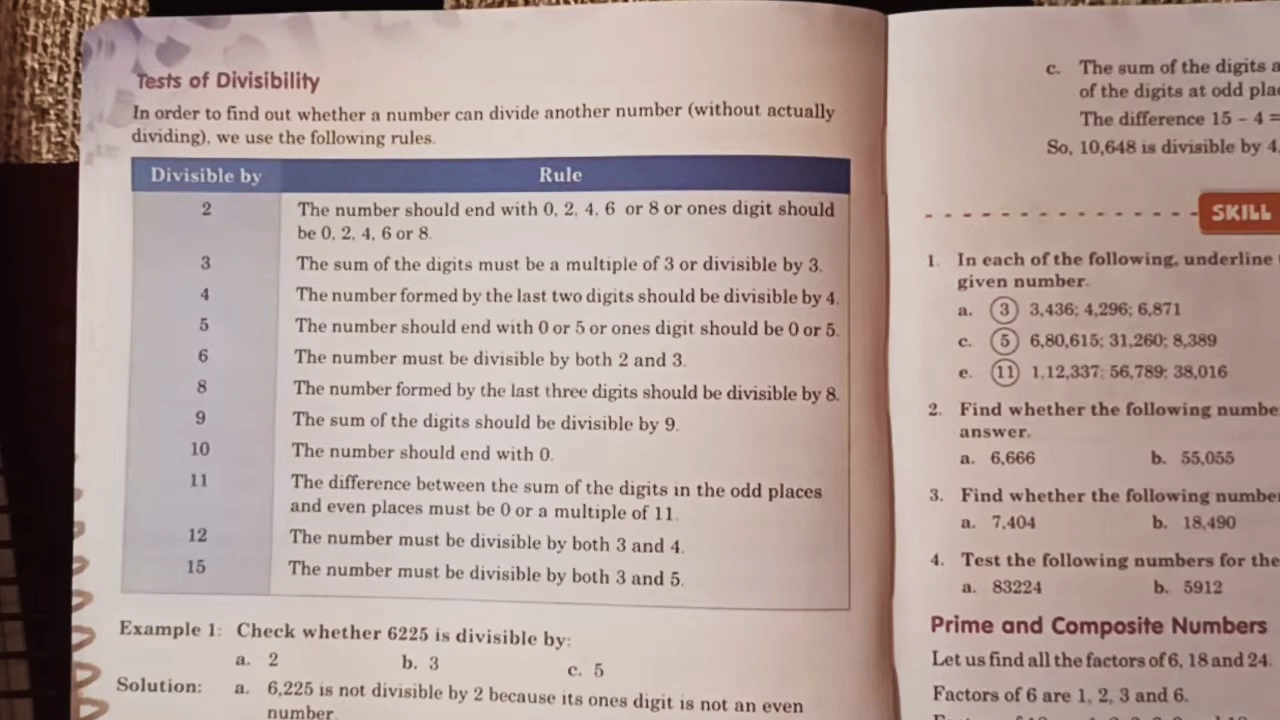 Tests of Divisibility
In order to find out whether a number can divide another number (without actually
dividing), we use the following rules.
Divisible by Rule
2 The number should end with 0, 2, 4, 6 or 8 or ones digit should
be 0, 2, 4, 6 or 8.
3 The sum of the digits must be a multiple of 3 or divisible by 3.
4 The number formed by the last two digits should be divisible by 4.
5 The number should end with 0 or 5 or ones digit should be 0 or 5.
6 The number must be divisible by both 2 and 3.
8 The number formed by the last three digits should be divisible by 8.
9 The sum of the digits should be divisible by 9.
10 The number should end with 0.
11 The difference between the sum of the digits in the odd places
and even places must be 0 or a multiple of 11.
12 The number must be divisible by both 3 and 4.
15 The number must be divisible by both 3 and 5.
Example 1: Check whether 6225 is divisible by:
a. 2 b. 3 c. 5
Solution: a. 6,225 is not divisible by 2 because its ones digit is not an even
number.
c. The sum of the digits a
of the digits at odd plac
The difference 15 - 4 =
So, 10,648 is divisible by 4,
SKILL
1. In each of the following, underline
given number.
a. 3 3,436; 4,296; 6,871
c. 5 6,80,615; 31,260; 8,389
e. 11 1,12,337; 56,789; 38,016
2. Find whether the following numbe
answer.
a. 6,666 b. 55,055
3. Find whether the following number
a. 7,404 b. 18,490
4. Test the following numbers for the
a. 83224 b. 5912
Prime and Composite Numbers
Let us find all the factors of 6, 18 and 24.
Factors of 6 are 1, 2, 3 and 6.